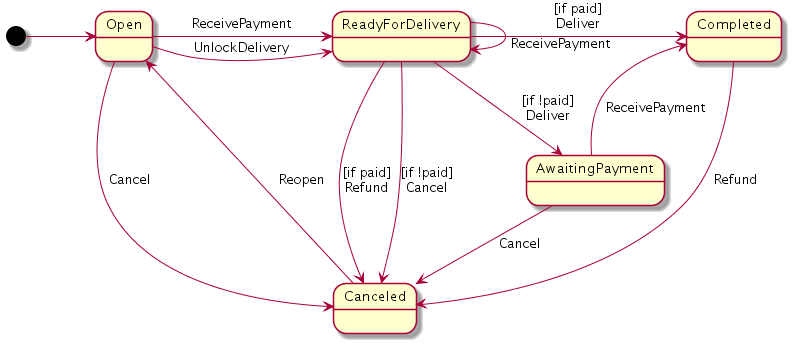 Open
ReceivePayment
UnlockDelivery
ReadyForDelivery
[if paid]
Deliver
ReceivePayment
Completed
[if !paid]
Deliver
ReceivePayment
AwaitingPayment
Cancel
Reopen
[if paid]
Refund
[if !paid]
Cancel
Refund
Cancel
Canceled